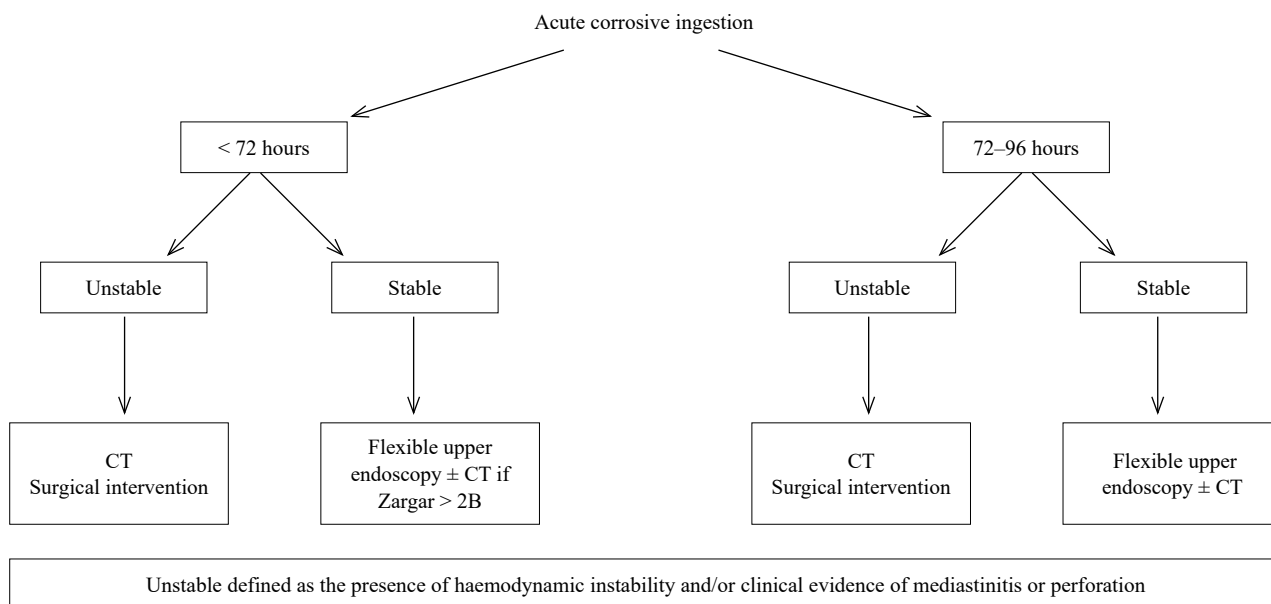 Acute corrosive ingestion
< 72 hours
72–96 hours
Unstable
Stable
Unstable
Stable
CT
Surgical intervention
Flexible upper
endoscopy ± CT if
Zargar > 2B
CT
Surgical intervention
Flexible upper
endoscopy ± CT
Unstable defined as the presence of haemodynamic instability and/or clinical evidence of mediastinitis or perforation